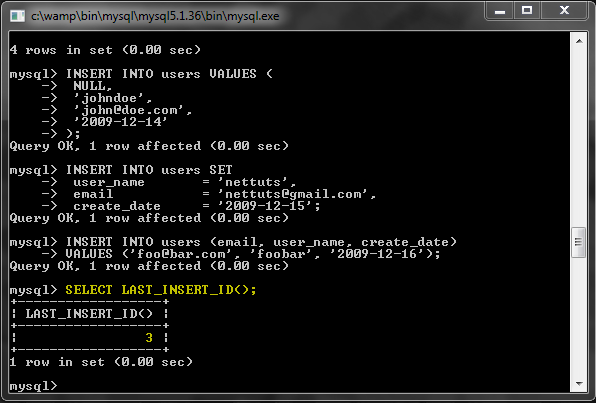 c:\wamp\bin\mysql\mysql5.1.36\bin\mysql.exe
4 rows in set (0.00 sec)
mysql> INSERT INTO users VALUES (
    ->  NULL,
    ->  'johndoe',
    ->  'john@doe.com',
    ->  '2009-12-14'
    -> );
Query OK, 1 row affected (0.00 sec)
mysql> INSERT INTO users SET
    ->  user_name       = 'nettuts',
    ->  email           = 'nettuts@gmail.com',
    ->  create_date     = '2009-12-15';
Query OK, 1 row affected (0.00 sec)
mysql> INSERT INTO users (email, user_name, create_date)
    -> VALUES ('foo@bar.com', 'foobar', '2009-12-16');
Query OK, 1 row affected (0.00 sec)
mysql> SELECT LAST_INSERT_ID();
+------------------+
| LAST_INSERT_ID() |
+------------------+
|                3 |
+------------------+
1 row in set (0.00 sec)
mysql>